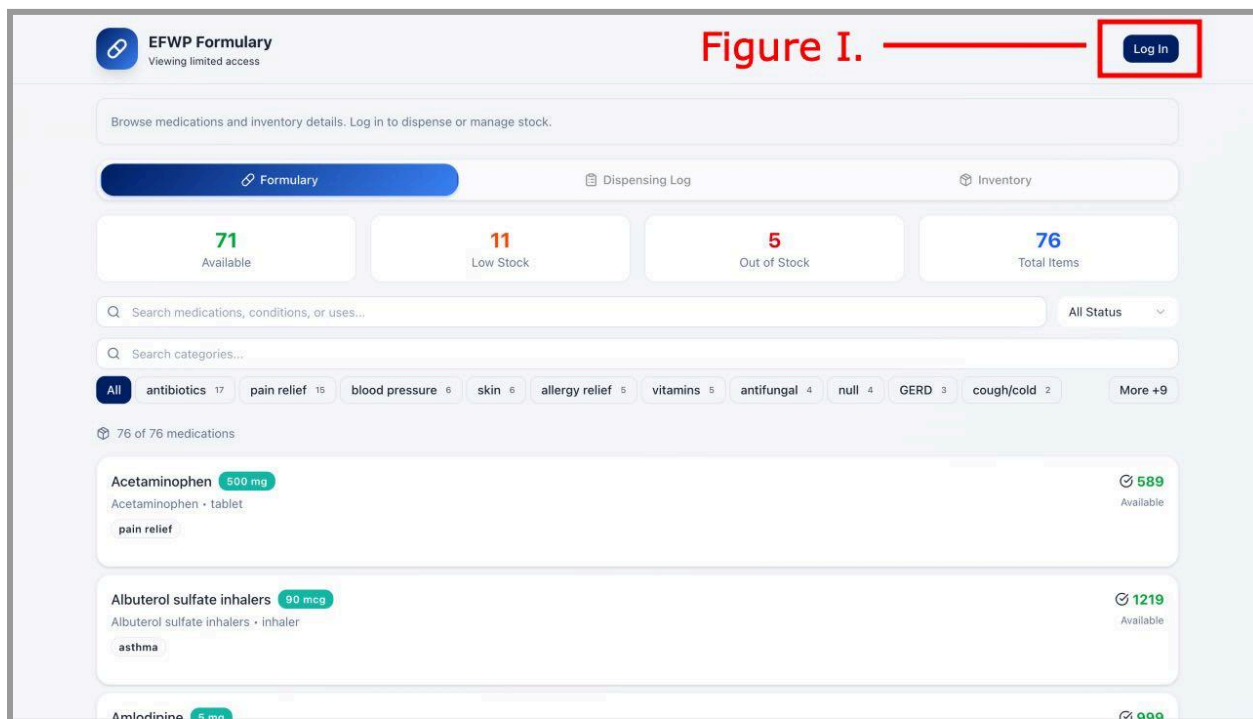 EFWP Formulary
Viewing limited access
Figure I.
Log In
Browse medications and inventory details. Log in to dispense or manage stock.
Formulary
Dispensing Log
Inventory
71
Available
11
Low Stock
5
Out of Stock
76
Total Items
Search medications, conditions, or uses...
All Status
Search categories...
All antibiotics 17 pain relief 15 blood pressure 6 skin 6 allergy relief 5 vitamins 5 antifungal 4 null 4 GERD 3 cough/cold 2 More +9
76 of 76 medications
Acetaminophen 500 mg
589
Acetaminophen • tablet
Available
pain relief
Albuterol sulfate inhalers 90 mcg
1219
Albuterol sulfate inhalers • inhaler
Available
asthma
Amlodipine 5 mg
999